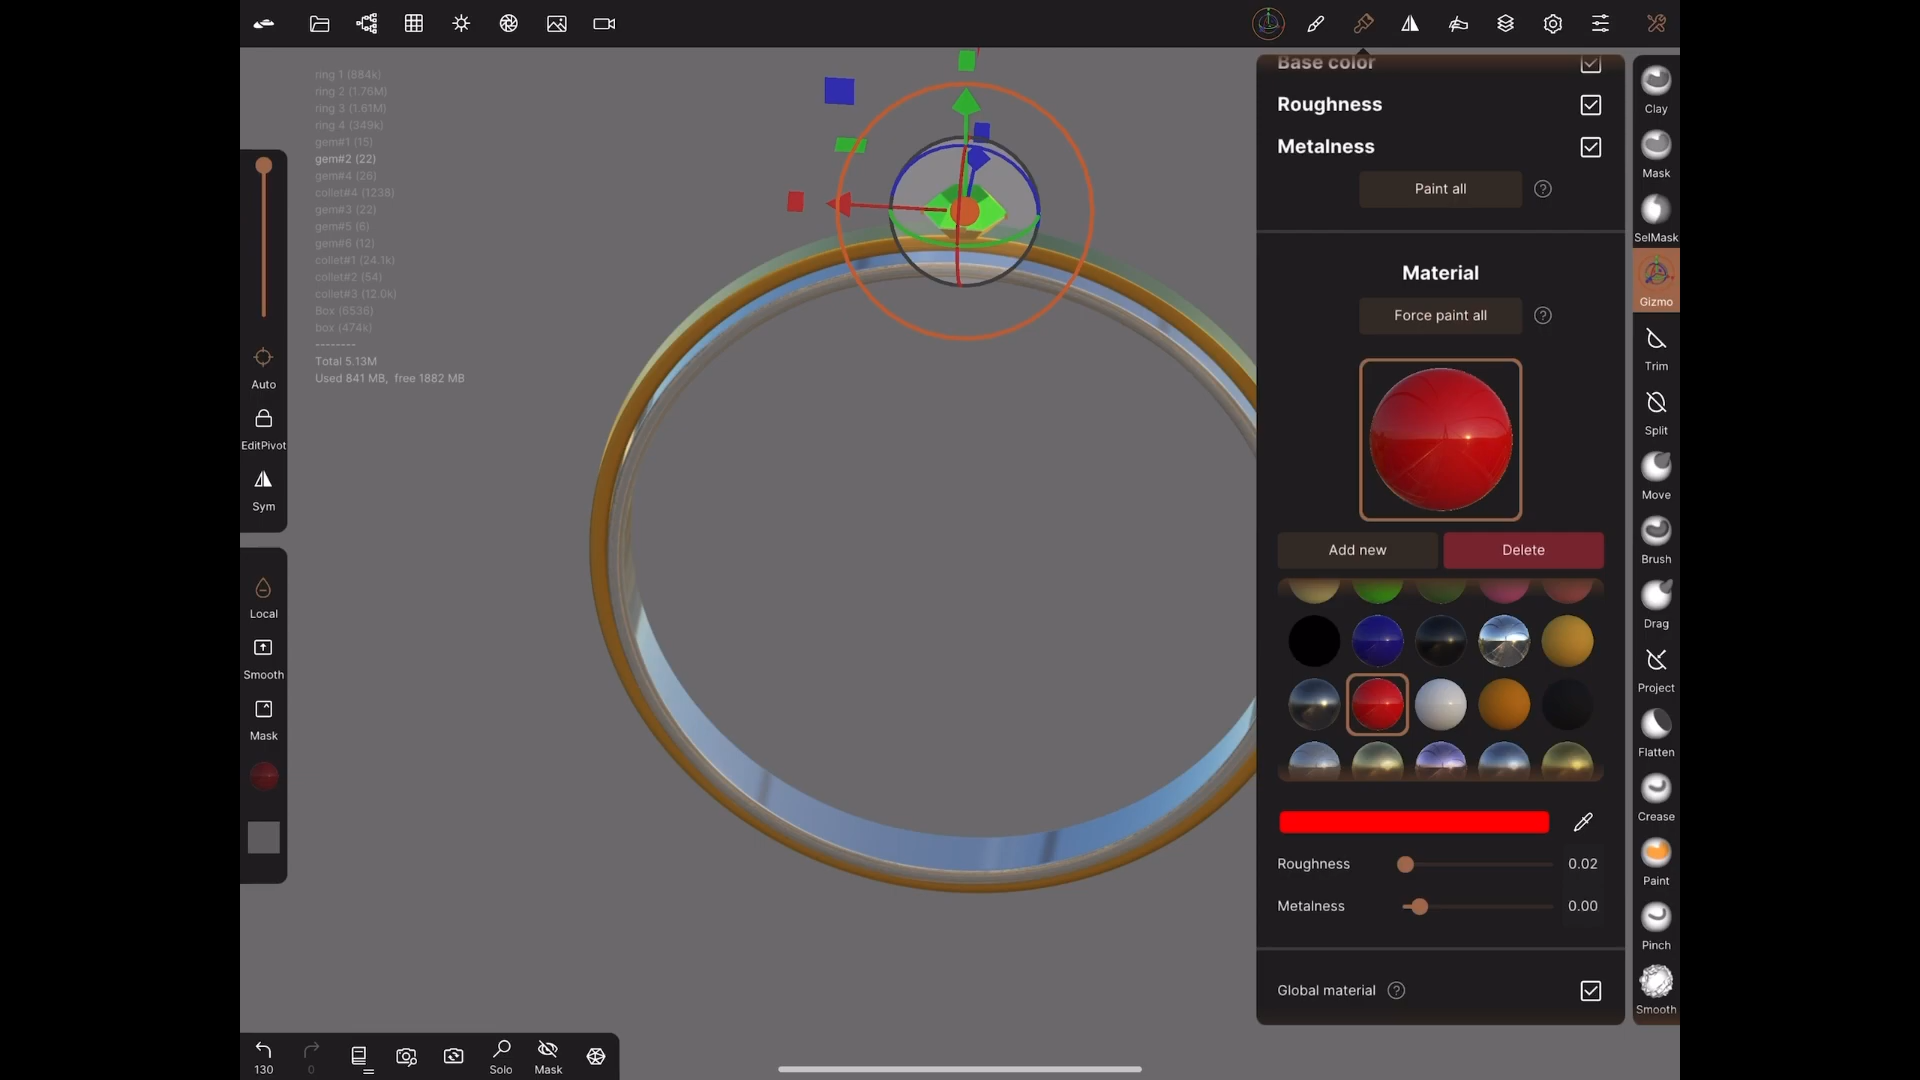 ring 1 (884k)
ring 2 (1.76M)
ring 3 (1.61M)
ring 4 (349k)
gem#1 (15)
gem#2 (22)
gem#4 (26)
collet#4 (1238)
gem#3 (22)
gem#5 (6)
gem#6 (12)
collet#1 (24.1k)
collet#2 (54)
collet#3 (12.0k)
Box (6536)
box (474k)
--------
Total 5.13M
Used 841 MB, free 1882 MB
Auto
EditPivot
Sym
Local
Smooth
Mask
130
0
Solo
Mask
Base color
Roughness
Metalness
Paint all
?
Material
Force paint all
?
Add new
Delete
Roughness
0.02
Metalness
0.00
Global material
?
Clay
Mask
SelMask
Gizmo
Trim
Split
Move
Brush
Drag
Project
Flatten
Crease
Paint
Pinch
Smooth